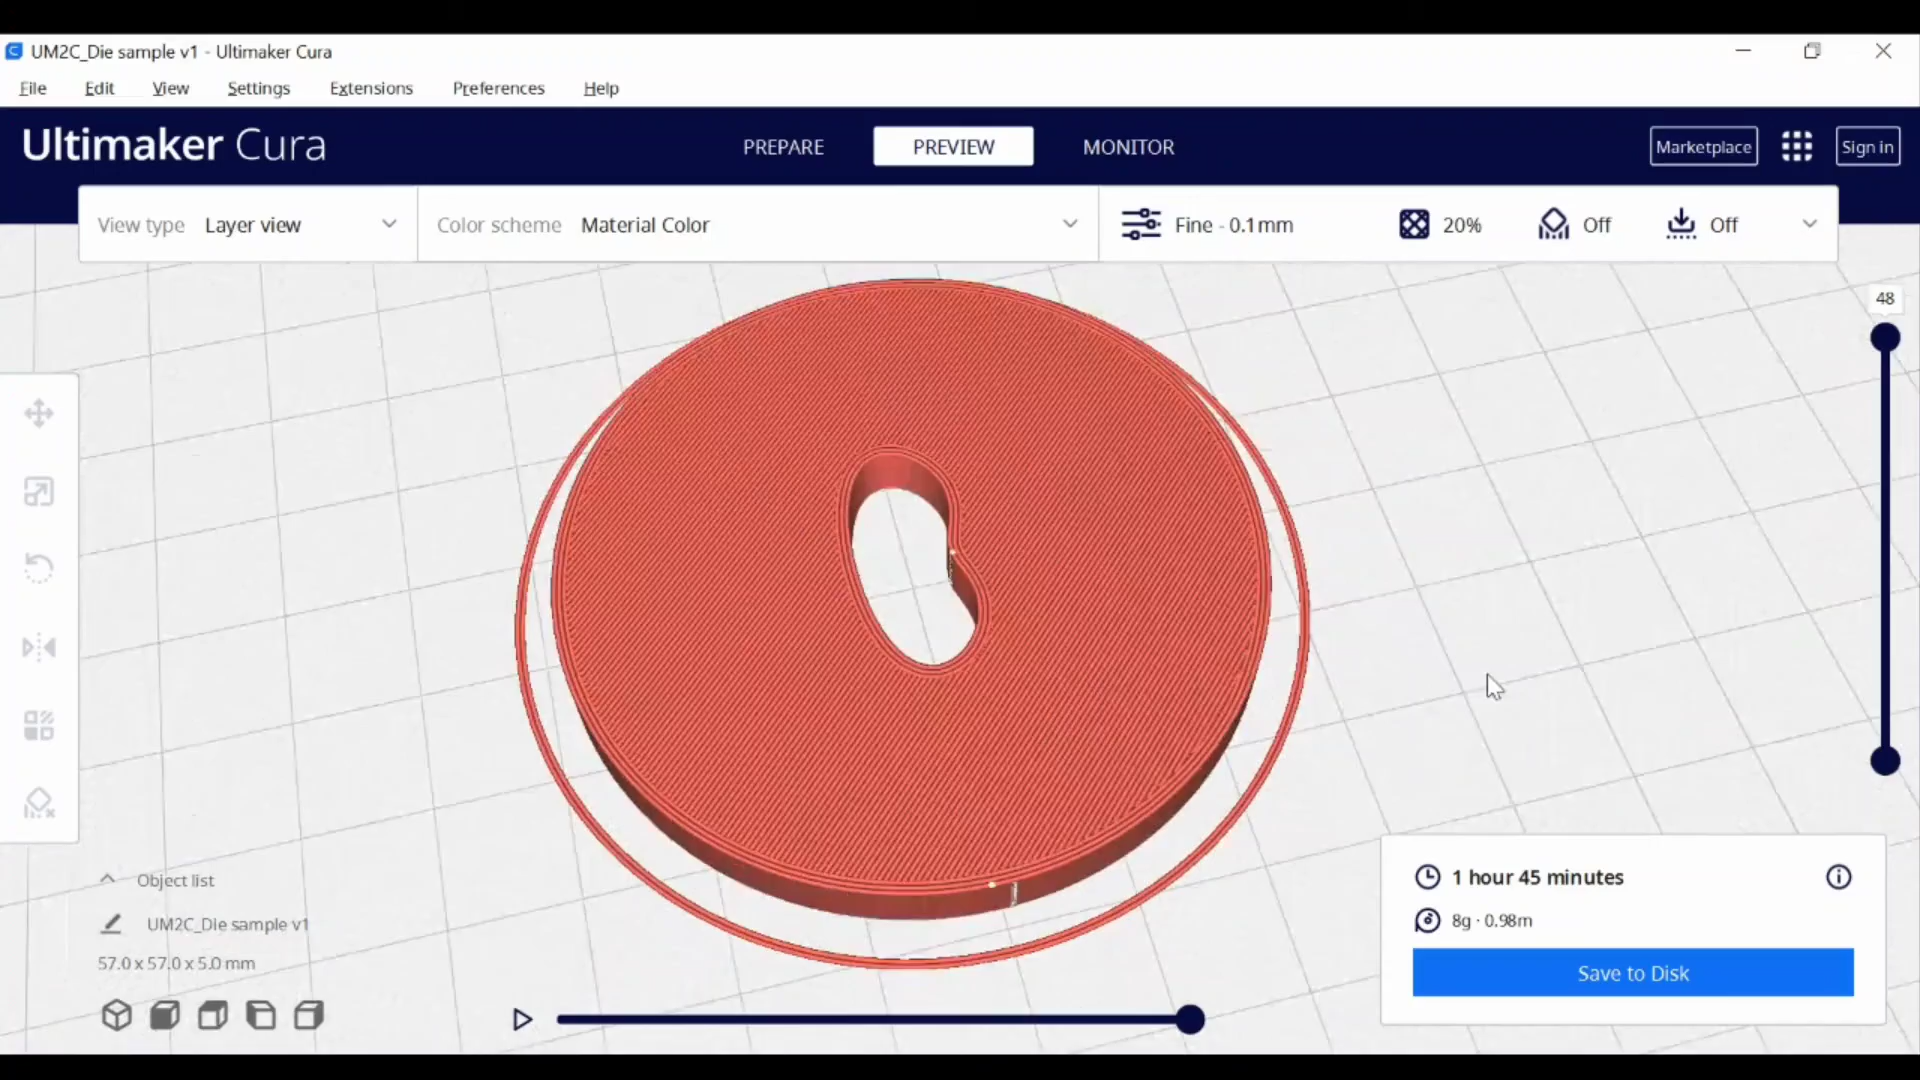 UM2C_Die sample v1 - Ultimaker Cura
File Edit View Settings Extensions Preferences Help
Ultimaker Cura PREPARE PREVIEW MONITOR Marketplace Sign in
View type Layer view Color scheme Material Color Fine - 0.1mm 20% Off Off
48
Object list
UM2C_Die sample v1
57.0 x 57.0 x 5.0 mm
1 hour 45 minutes
8g · 0.98m
Save to Disk